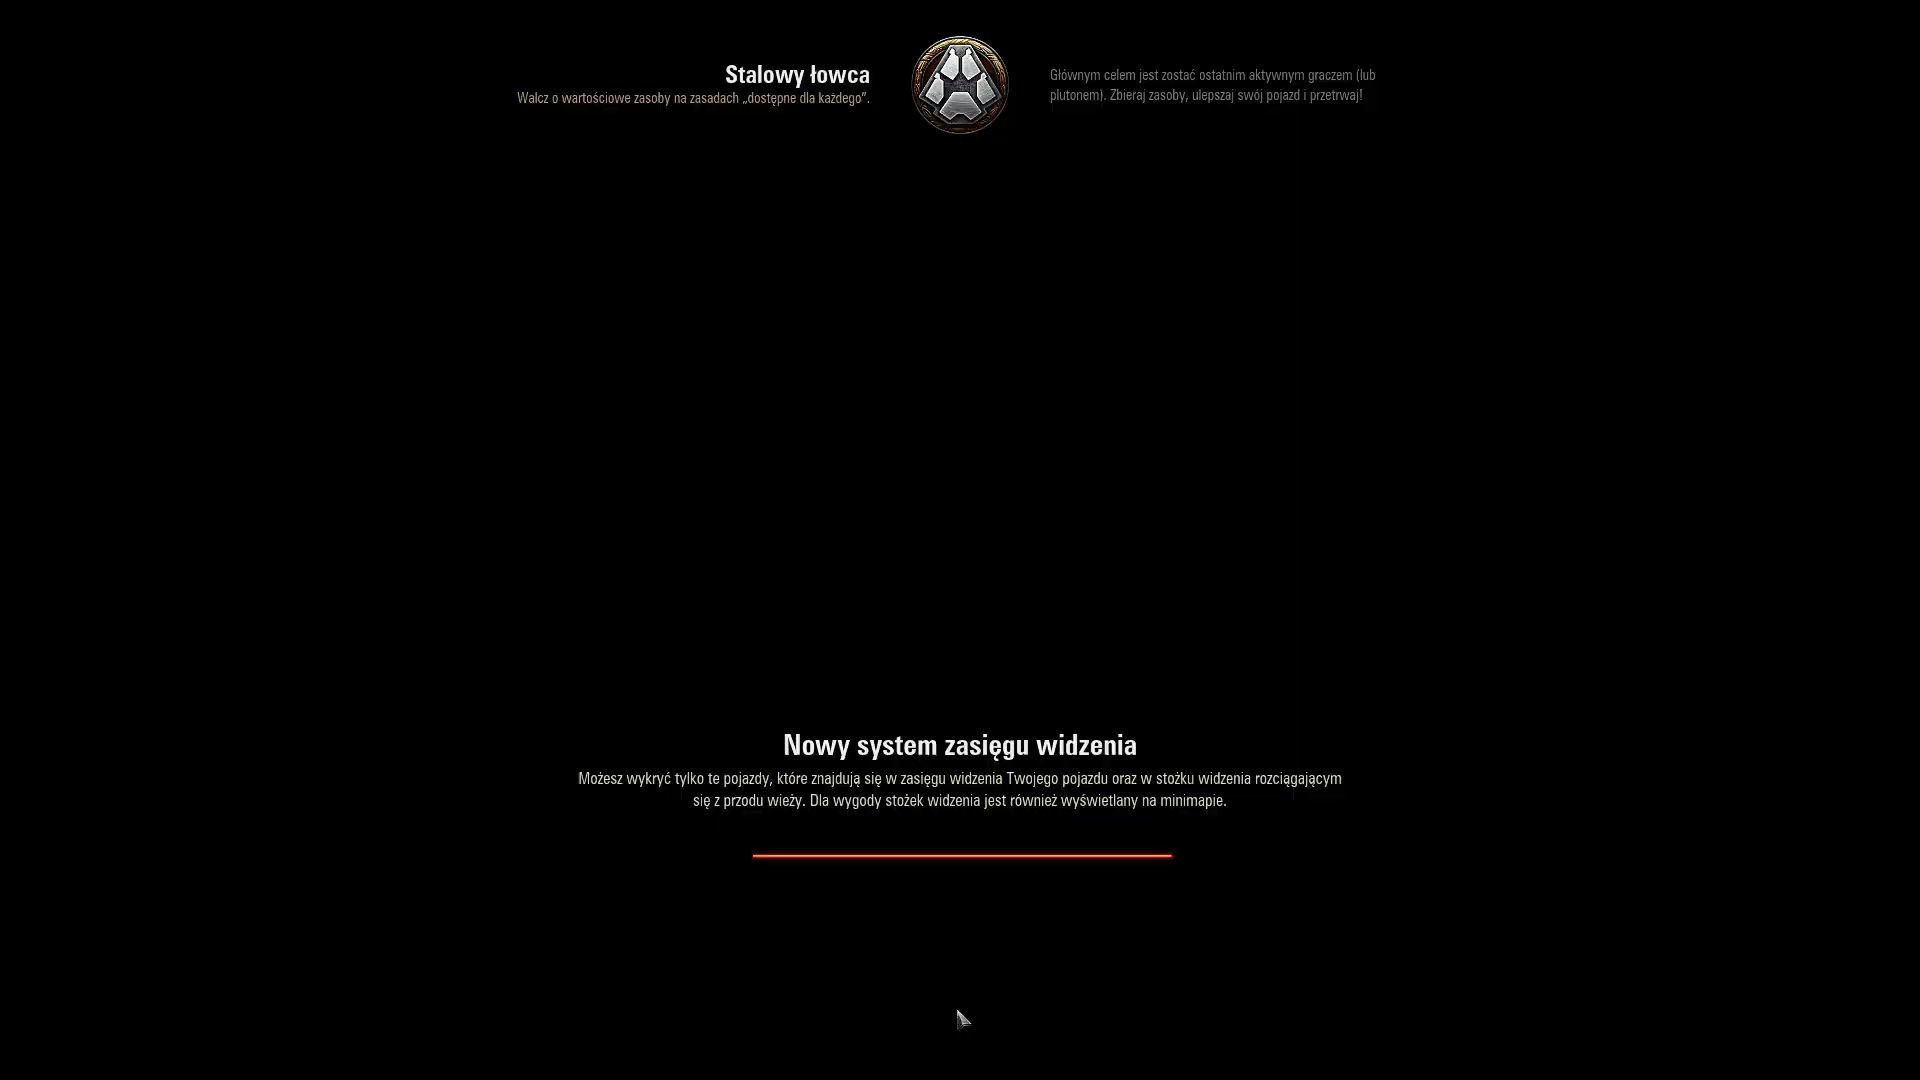 Stalowy łowca
Walcz o wartościowe zasoby na zasadach „dostępne dla każdego”.
Głównym celem jest zostać ostatnim aktywnym graczem (lub
plutonem). Zbieraj zasoby, ulepszaj swój pojazd i przetrwaj!
Nowy system zasięgu widzenia
Możesz wykryć tylko te pojazdy, które znajdują się w zasięgu widzenia Twojego pojazdu oraz w stożku widzenia rozciągającym
się z przodu wieży. Dla wygody stożek widzenia jest również wyświetlany na minimapie.